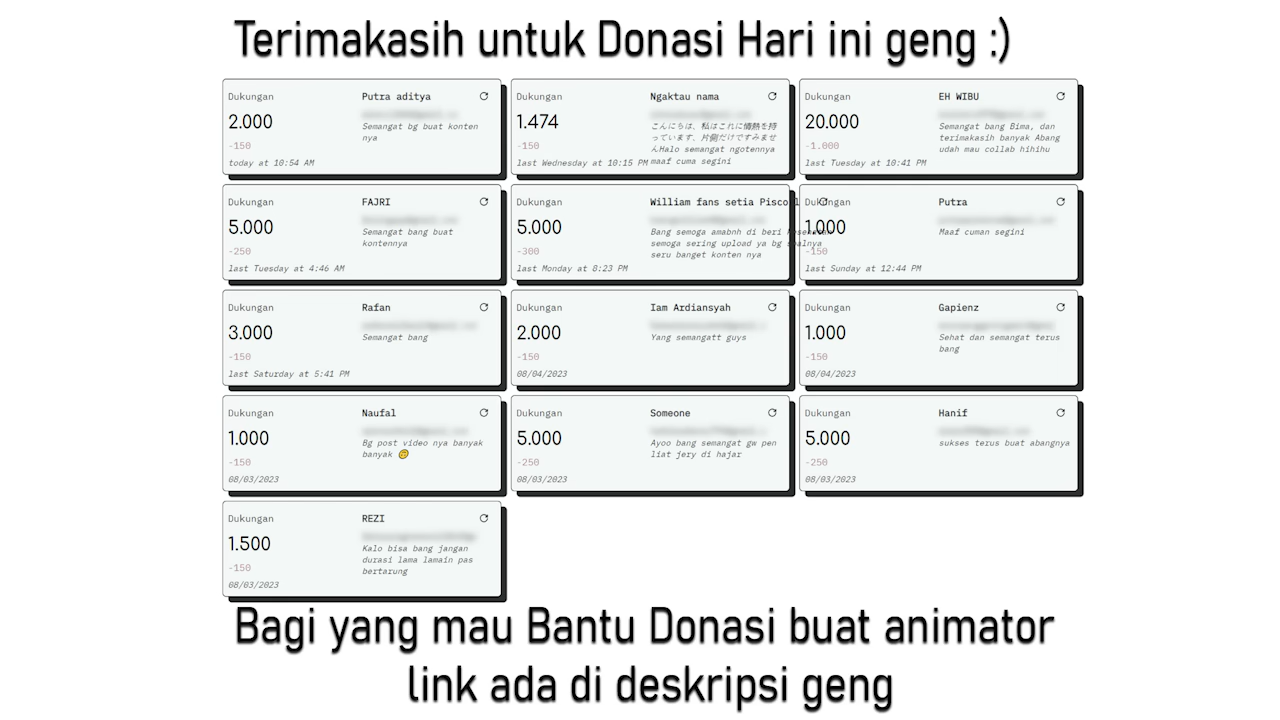 Terimakasih untuk Donasi Hari ini geng :)
Dukungan
Putra aditya
2.000
Semangat bg buat konten
nya
-150
today at 10:54 AM
Dukungan
Ngaktau nama
1.474
こんにちは、私はこれに情熱を持
っています、片側だけですみませ
んHalo semangat ngotennya
maaf cuma segini
-150
last Wednesday at 10:15 PM
Dukungan
EH WIBU
20.000
Semangat bang Bima, dan
terimakasih banyak Abang
udah mau collab hihihu
-1.000
last Tuesday at 10:41 PM
Dukungan
FAJRI
5.000
Semangat bang buat
kontennya
-250
last Tuesday at 4:46 AM
Dukungan
William fans setia
5.000
Bang semoga amabnh di beri
semoga sering upload ya bg
seru banget konten nya
-300
last Monday at 8:23 PM
Dukungan
Putra
1.000
Maaf cuman segini
-150
last Sunday at 12:44 PM
Dukungan
Rafan
3.000
Semangat bang
-150
last Saturday at 5:41 PM
Dukungan
Iam Ardiansyah
2.000
Yang semangatt guys
-150
08/04/2023
Dukungan
Gapienz
1.000
Sehat dan semangat terus
bang
-150
08/04/2023
Dukungan
Naufal
1.000
Bg post video nya banyak
banyak 🙃
-150
08/03/2023
Dukungan
Someone
5.000
Ayoo bang semangat gw pen
liat jery di hajar
-250
08/03/2023
Dukungan
Hanif
5.000
sukses terus buat abangnya
-250
08/03/2023
Dukungan
REZI
1.500
Kalo bisa bang jangan
durasi lama lamain pas
bertarung
-150
08/03/2023
Bagi yang mau Bantu Donasi buat animator
link ada di deskripsi geng